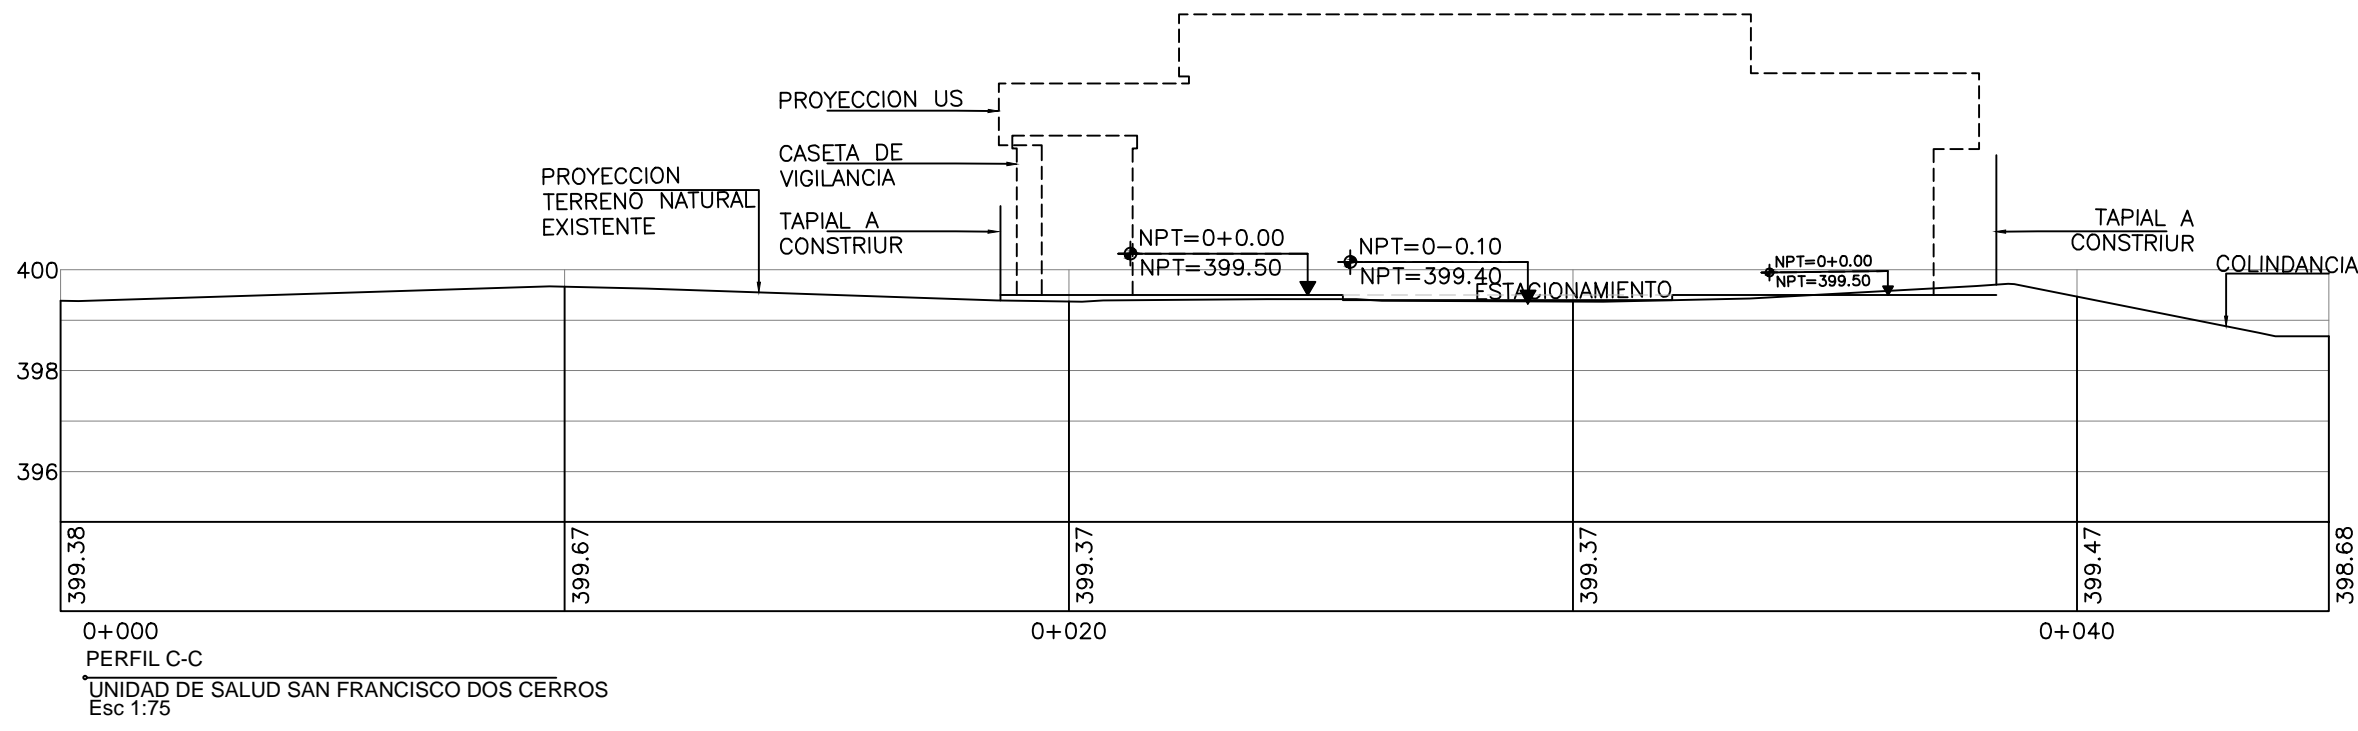 PROYECCION US
CASETA DE
VIGILANCIA
PROYECCION
TERRENO NATURAL
EXISTENTE
TAPIAL A
CONSTRIUR
NPT=0+0.00
NPT=399.50
NPT=0-0.10
NPT=399.40
ESTACIONAMIENTO
NPT=0+0.00
NPT=399.50
TAPIAL A
CONSTRIUR
COLINDANCIA
400
398
396
399.38
399.67
399.37
399.37
399.47
398.68
0+000
0+020
0+040
PERFIL C-C
UNIDAD DE SALUD SAN FRANCISCO DOS CERROS
Esc 1:75